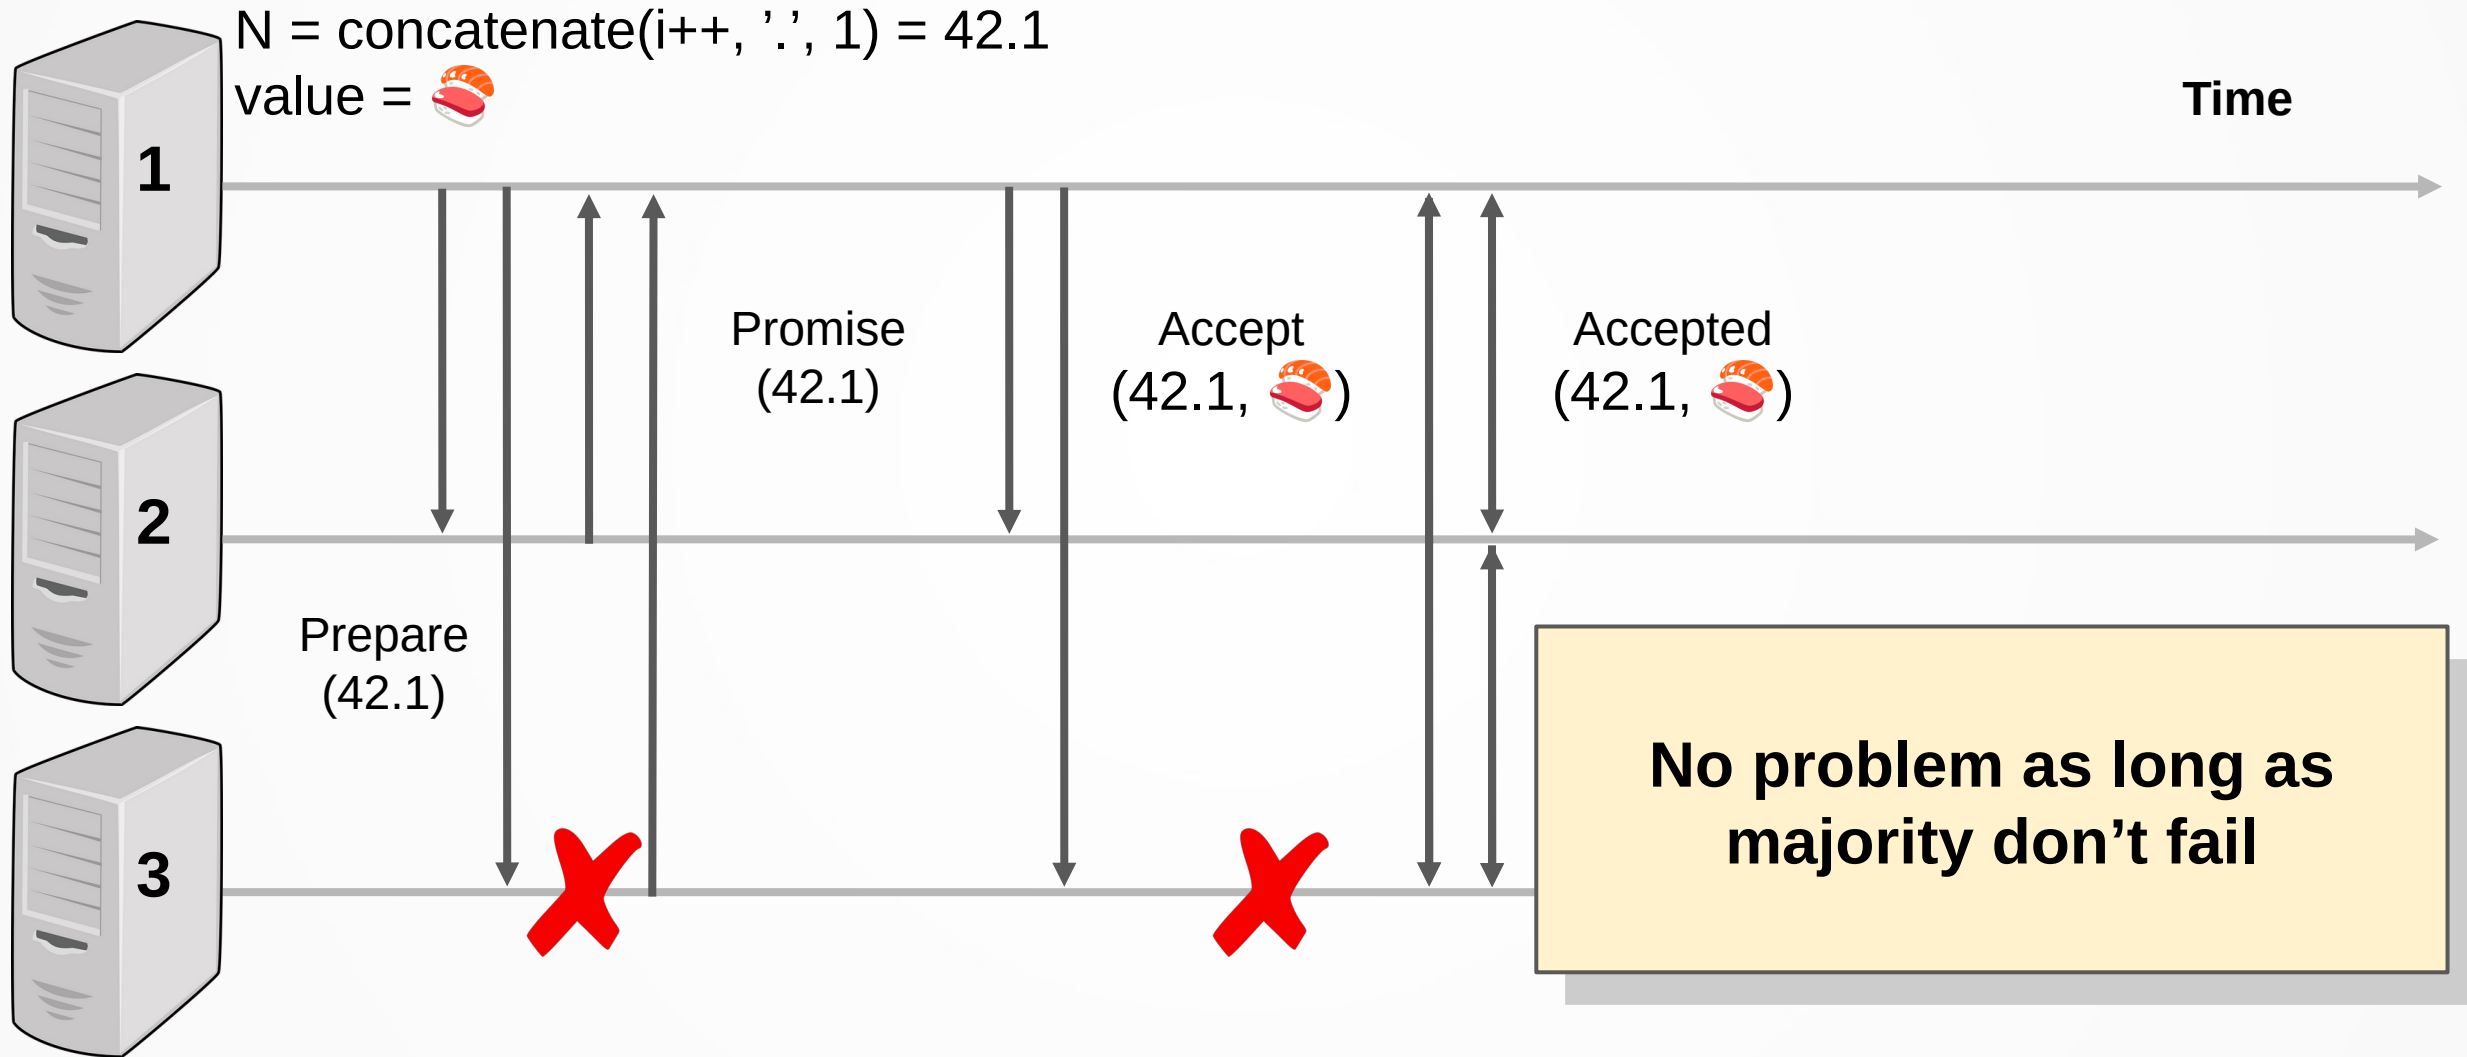 N = concatenate(i++, ’.’, 1) = 42.1
value = 🍣
Time
1
Promise
(42.1)
Accept
(42.1, 🍣)
Accepted
(42.1, 🍣)
2
Prepare
(42.1)
3
No problem as long as
majority don’t fail